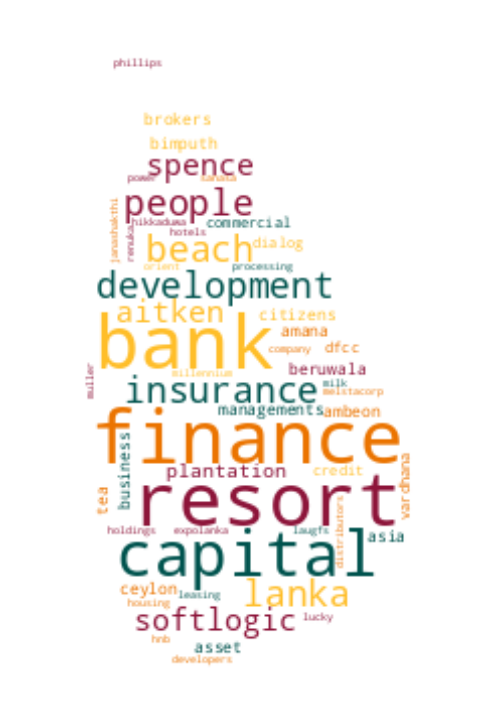 phillips
brokers
bimputh
spence
power
sanasa
people
janashakthi
renuka
hikkaduwa
commercial
hotels
beach
dialog
orient
processing
development
aitken
citizens
bank
amana
company
dfcc
muller
millennium
beruwala
insurance
milk
melstacorp
managements
ambeon
finance
business
plantation
credit
vardhana
tea
resort
holdings
expolanka
laugfs
distributors
asia
capital
ceylon
leasing
lanka
housing
softlogic
lucky
hnb
asset
developers